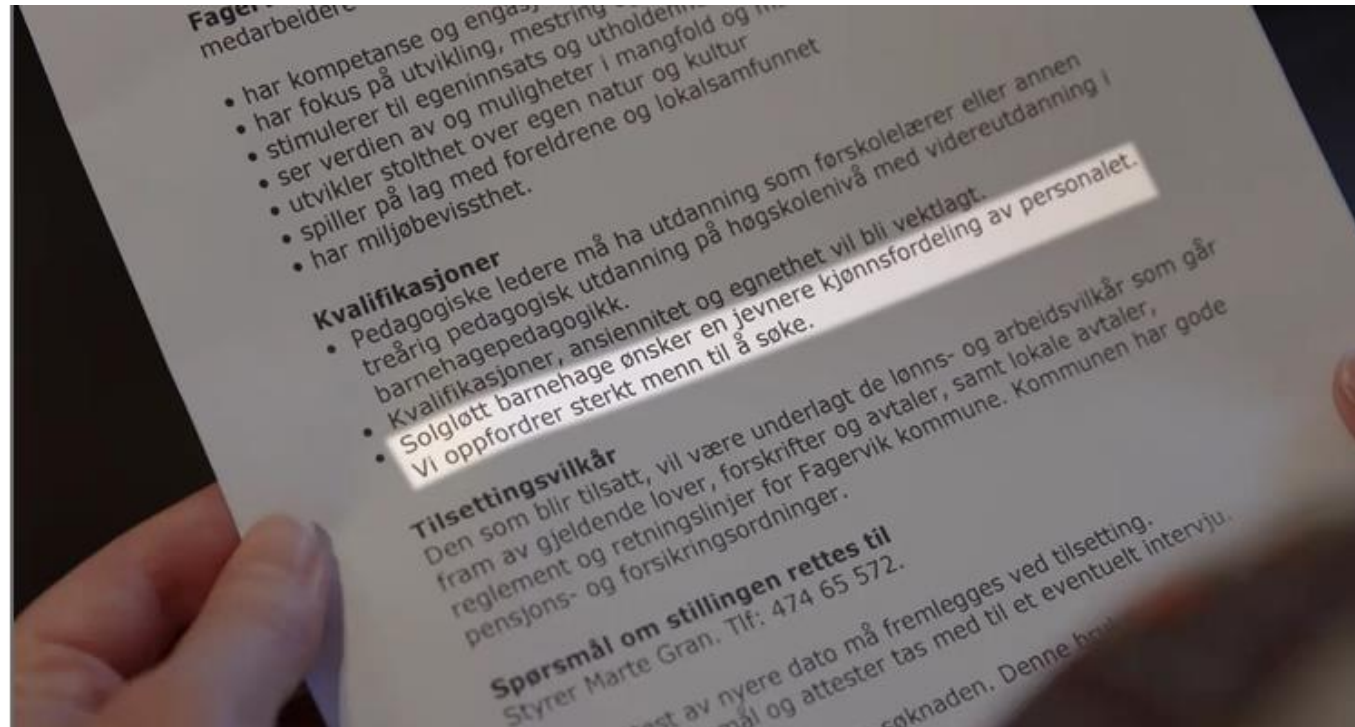 medarbeidere
• har kompetanse og
• har fokus på utvikling, mestring
• stimulerer til egeninnsats og
• ser verdien av og muligheter i mangfold og
• utvikler stolthet over egen natur og kultur
• spiller på lag med foreldrene og lokalsamfunnet
• har miljøbevissthet.
Kvalifikasjoner
• Pedagogiske ledere må ha utdanning som førskolelærer eller annen
treårig pedagogisk utdanning på høgskolenivå med videreutdanning i
barnehagepedagogikk.
• Kvalifikasjoner, ansiennitet og egnethet vil bli vektlagt.
• Solgløtt barnehage ønsker en jevnere kjønnsfordeling av personalet.
Vi oppfordrer sterkt menn til å søke.
Tilsettingsvilkår
Den som blir tilsatt, vil være underlagt de lønns- og arbeidsvilkår som går
fram av gjeldende lover, forskrifter og avtaler, samt lokale avtaler,
reglement og retningslinjer for Fagervik kommune. Kommunen har gode
pensjons- og forsikringsordninger.
Spørsmål om stillingen rettes til
Styrer Marte Gran. Tlf: 474 65 572.
av nyere dato må fremlegges ved tilsetting.
og attester tas med til et eventuelt intervju.
søknaden. Denne